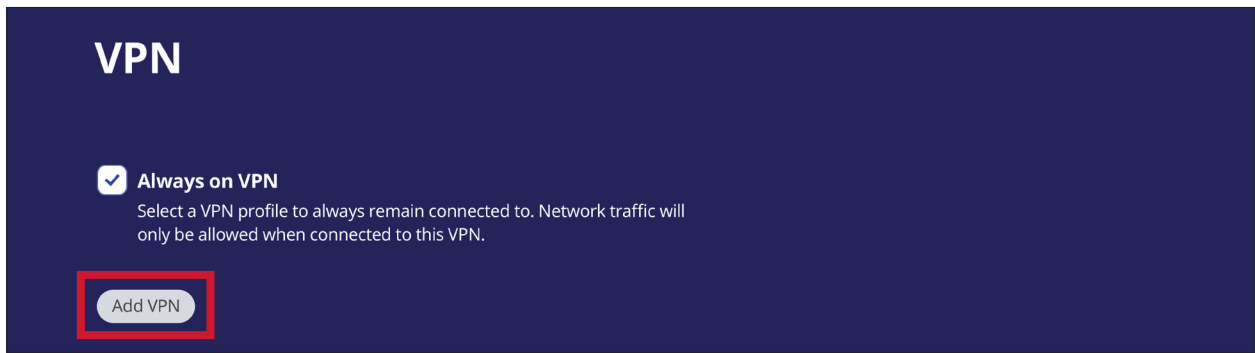 VPN
Always on VPN
Select a VPN profile to always remain connected to. Network traffic will
only be allowed when connected to this VPN.
Add VPN